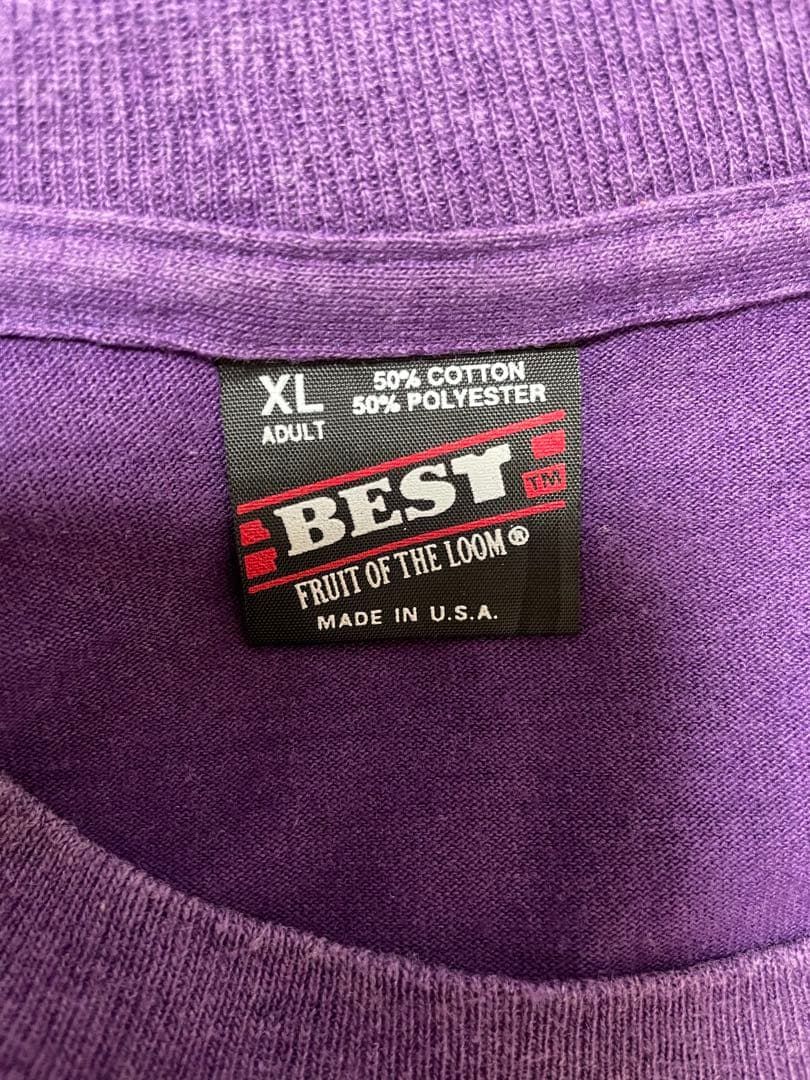 XL
ADULT
50% COTTON
50% POLYESTER
BEST TM
FRUIT OF THE LOOM®
MADE IN U.S.A.